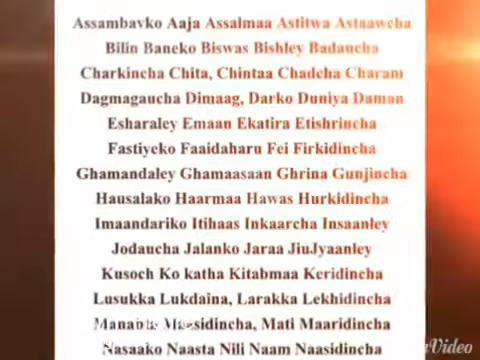 Assambavko Aaja Assalmaa Astitwa Astaawcha
Bilin Baneko Biswas Bishley Badaucha
Charkincha Chita, Chintaa Chadcha Charam
Dagmagaucha Dimaag, Darko Duniya Daman
Esharaley Emaan Ekatira Etishrincha
Fastiyeko Faaidaharu Fei Firkidincha
Ghamandaley Ghamaasaan Ghrina Gunjincha
Hausalako Haarmaa Hawas Hurkidincha
Imaandariko Itihaas Inkaarcha Insaanley
Jodaucha Jalanko Jaraa JiuJyaanley
Kusoch Ko katha Kitabmaa Keridincha
Lusukka Lukdaina, Larakka Lekhidincha
Mati Maaridincha
Nasaako Naasta Nili Naam Naasidincha
Video